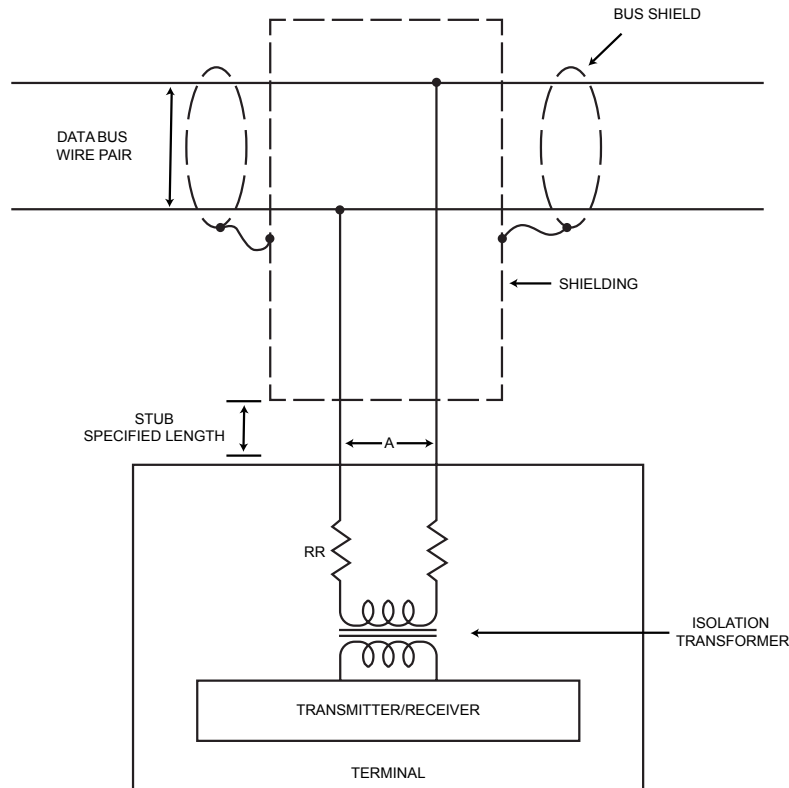 BUS SHIELD
DATA BUS
WIRE PAIR
SHIELDING
STUB
SPECIFIED LENGTH
A
RR
ISOLATION
TRANSFORMER
TRANSMITTER/RECEIVER
TERMINAL